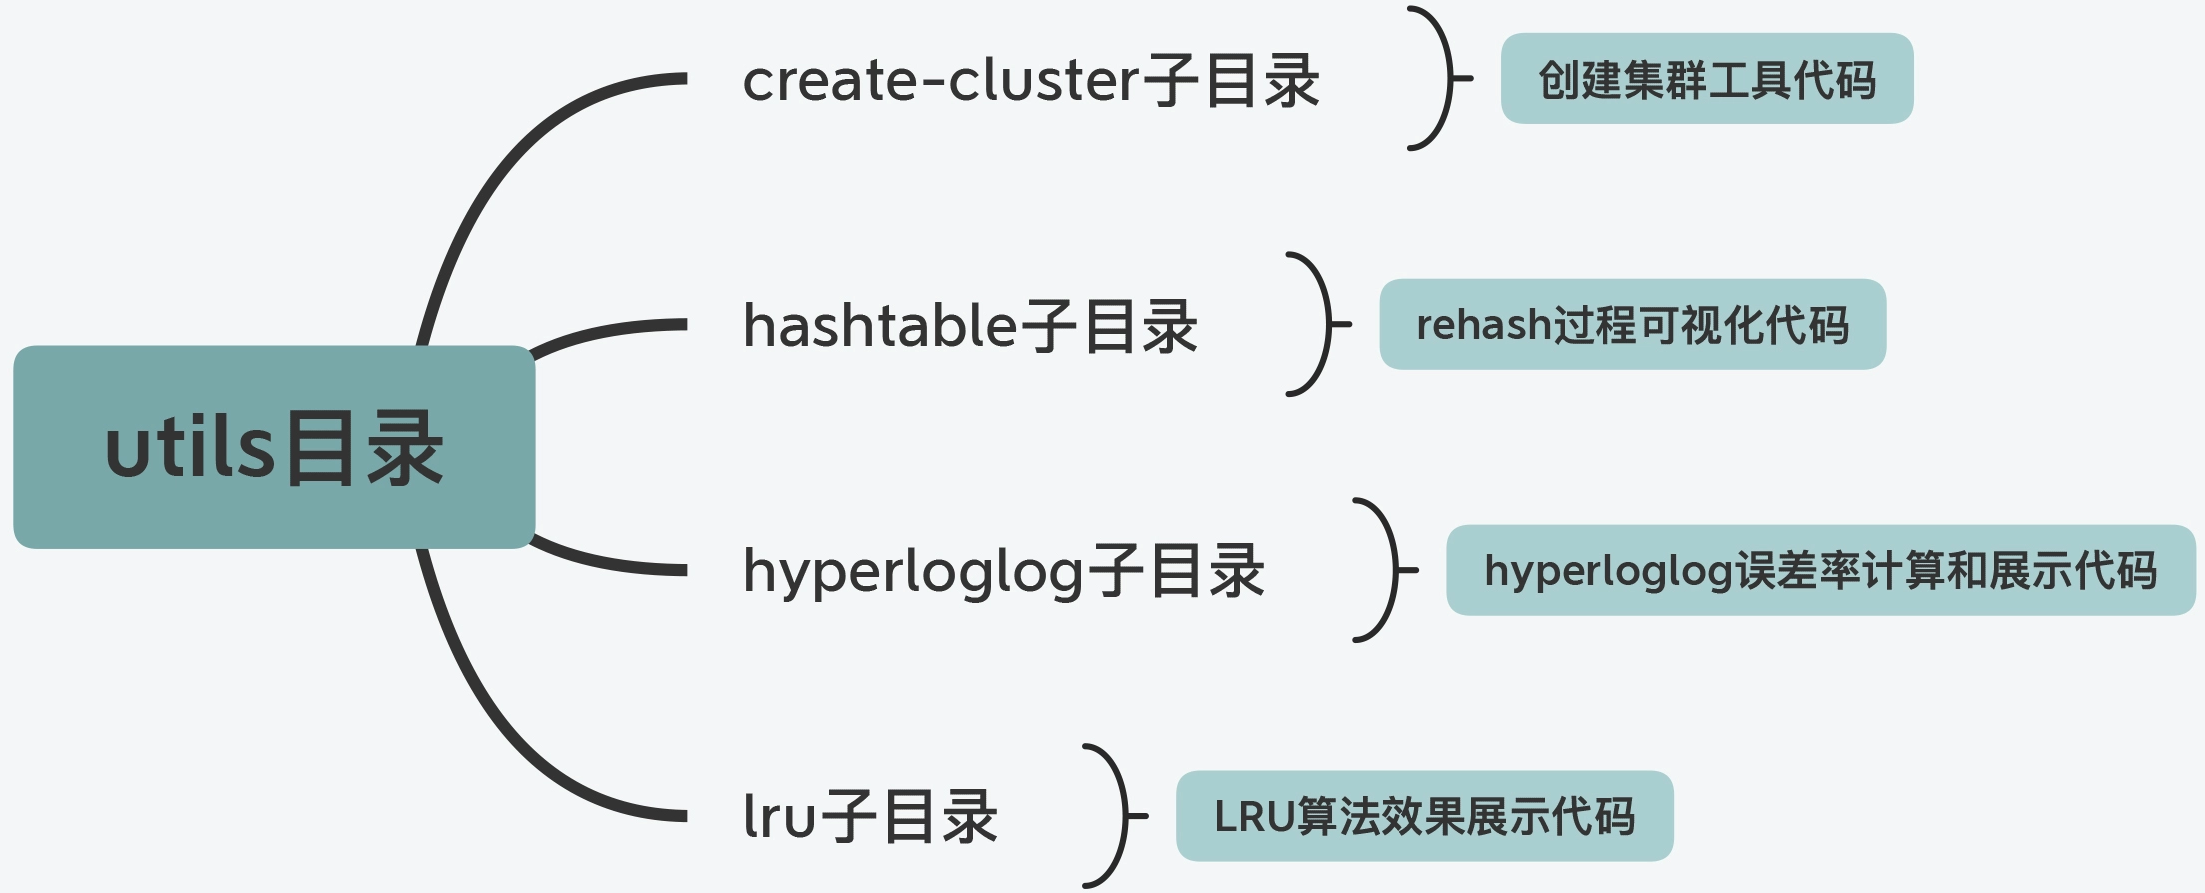 create-cluster子目录
创建集群工具代码
hashtable子目录
rehash过程可视化代码
utils目录
hyperloglog子目录
hyperloglog误差率计算和展示代码
lru子目录
LRU算法效果展示代码